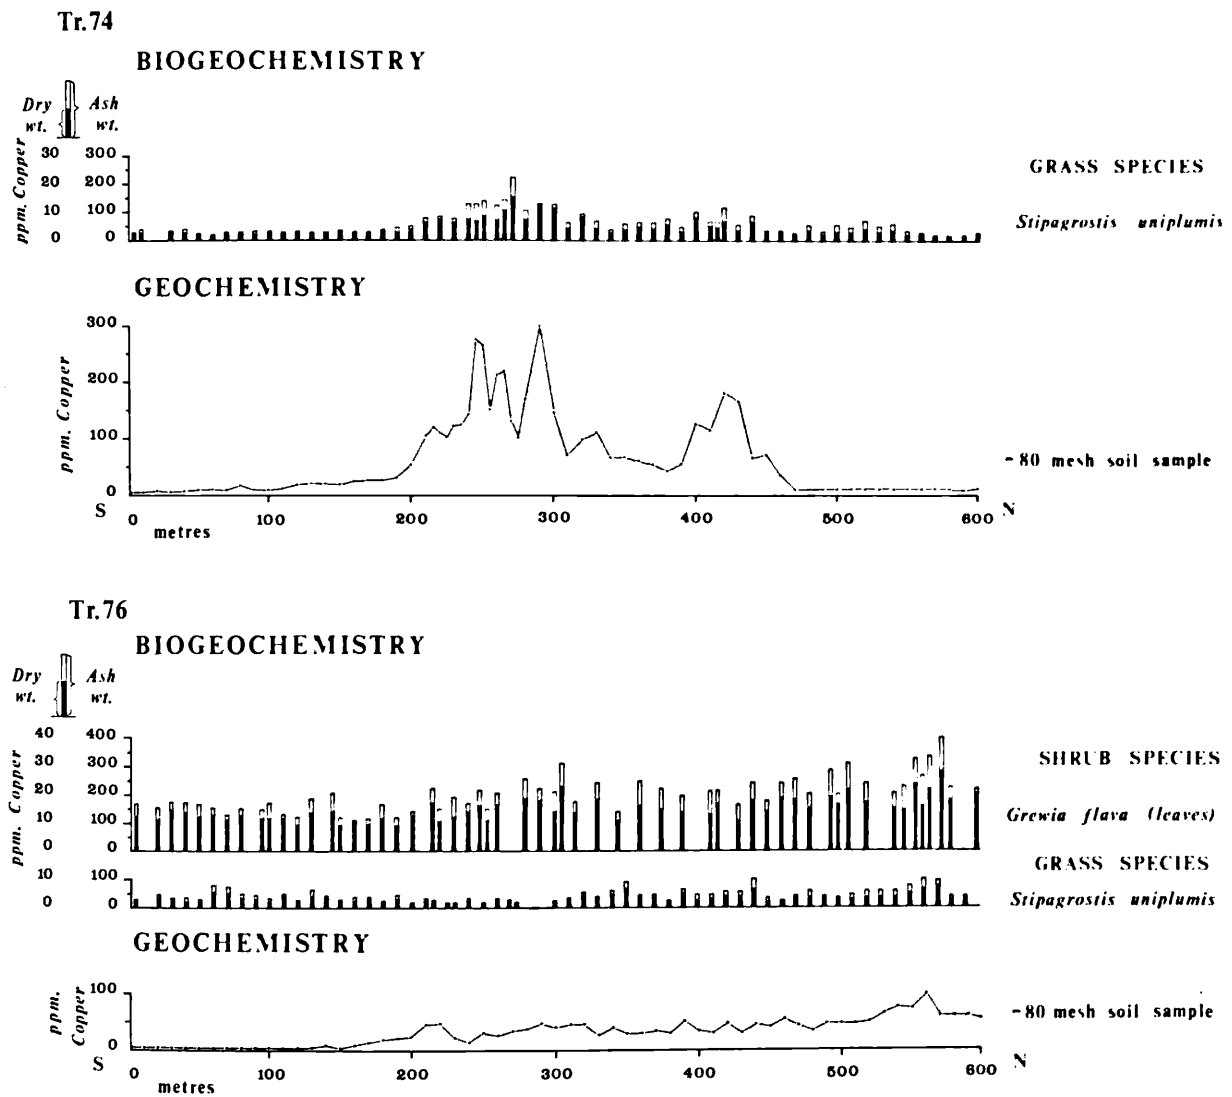 Tr.74
BIOGEOCHEMISTRY
Dry wt. Ash wt.
ppm. Copper
30 300
20 200
10 100
0 0
GRASS SPECIES
Stipagrostis uniplumis
GEOCHEMISTRY
ppm. Copper
300
200
100
0
-80 mesh soil sample
S 0 100 200 300 400 500 600 N
metres
Tr.76
BIOGEOCHEMISTRY
Dry wt. Ash wt.
ppm. Copper
40 400
30 300
20 200
10 100
0 0
SHRUB SPECIES
Grewia flava (leaves)
GRASS SPECIES
10 100
0 0
Stipagrostis uniplumis
GEOCHEMISTRY
ppm. Copper
100
0
-80 mesh soil sample
S 0 100 200 300 400 500 600 N
metres